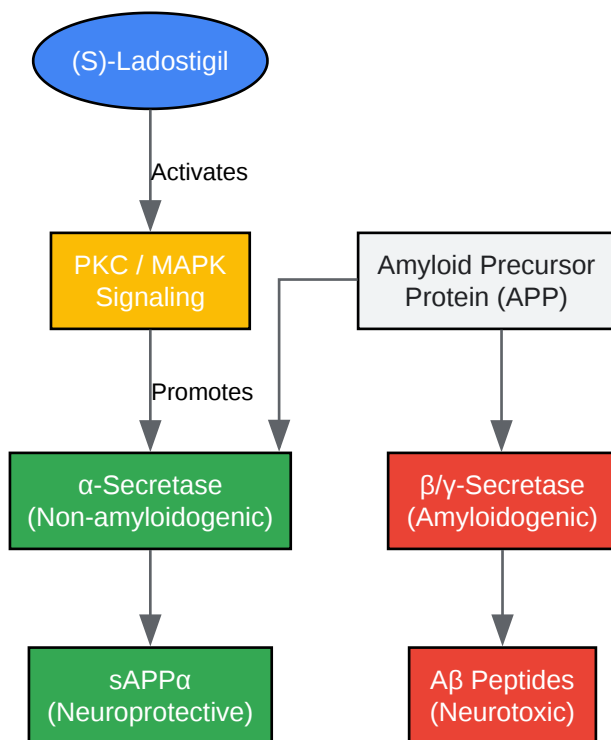 (S)-Ladostigil
Activates
PKC / MAPK
Signaling
Amyloid Precursor
Protein (APP)
Promotes
α-Secretase
(Non-amyloidogenic)
β/γ-Secretase
(Amyloidogenic)
sAPPα
(Neuroprotective)
Aβ Peptides
(Neurotoxic)